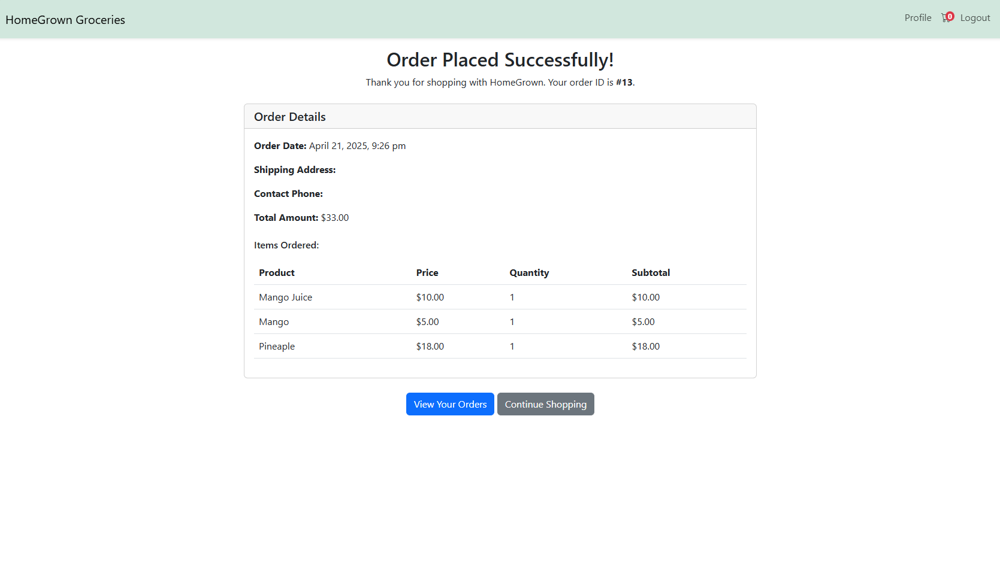 HomeGrown Groceries
Profile 0 Logout
Order Placed Successfully!
Thank you for shopping with HomeGrown. Your order ID is #13.
Order Details
Order Date: April 21, 2025, 9:26 pm
Shipping Address:
Contact Phone:
Total Amount: $33.00
Items Ordered:
Product Price Quantity Subtotal
Mango Juice $10.00 1 $10.00
Mango $5.00 1 $5.00
Pineaple $18.00 1 $18.00
View Your Orders Continue Shopping